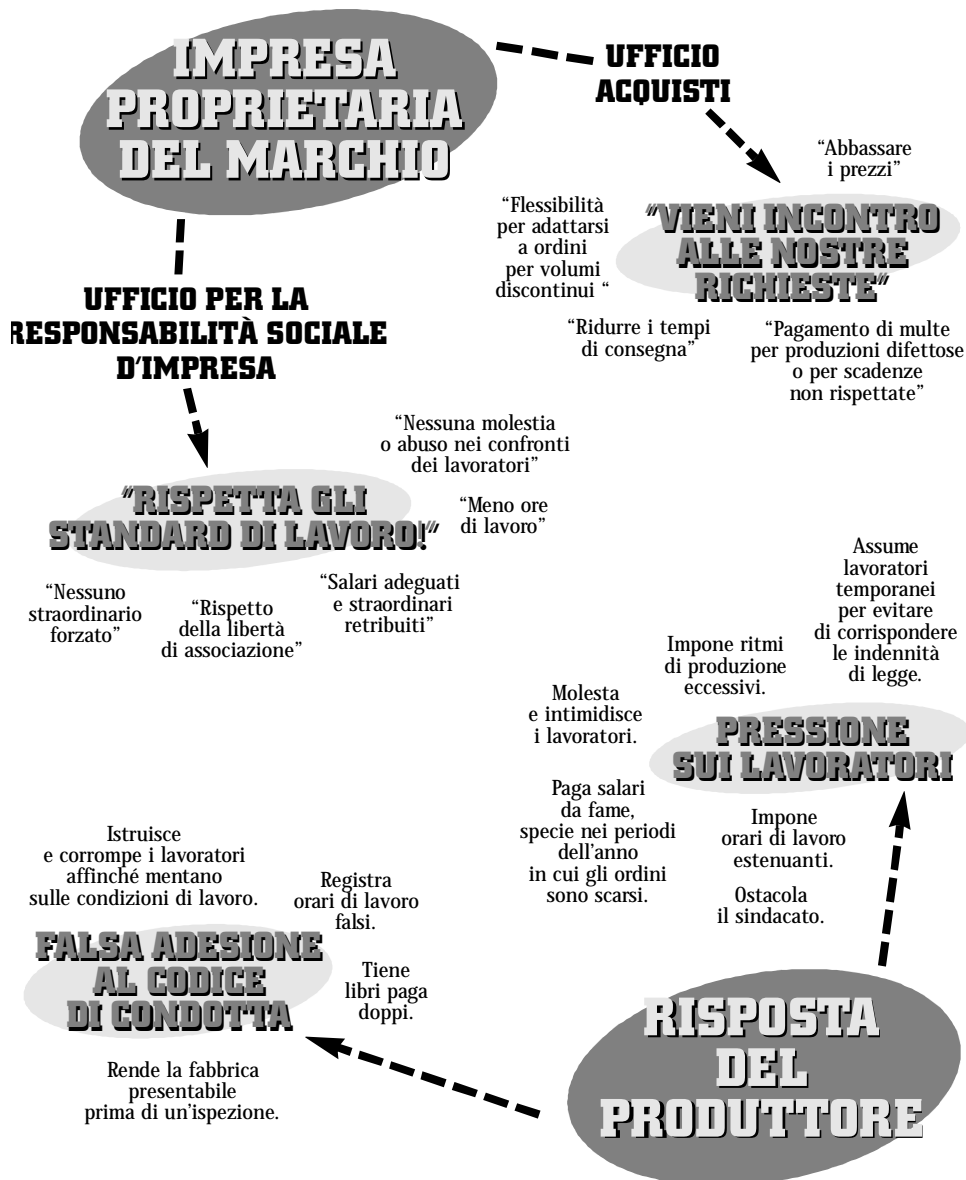 IMPRESA
PROPRIETARIA
DEL MARCHIO
UFFICIO
ACQUISTI
“Abbassare
i prezzi”
“Flessibilità
per adattarsi
a ordini
per volumi
discontinui “
"VIENI INCONTRO
ALLE NOSTRE
RICHIESTE"
“Ridurre i tempi
di consegna”
“Pagamento di multe
per produzioni difettose
o per scadenze
non rispettate”
UFFICIO PER LA
RESPONSABILITÀ SOCIALE
D'IMPRESA
“Nessuna molestia
o abuso nei confronti
dei lavoratori”
"RISPETTA GLI
STANDARD DI LAVORO!"
“Meno ore
di lavoro”
“Nessuno
straordinario
forzato”
“Rispetto
della libertà
di associazione”
“Salari adeguati
e straordinari
retribuiti”
Assume
lavoratori
temporanei
per evitare
di corrispondere
le indennità
di legge.
Impone ritmi
di produzione
eccessivi.
Molesta
e intimidisce
i lavoratori.
PRESSIONE
SUI LAVORATORI
Paga salari
da fame,
specie nei periodi
dell’anno
in cui gli ordini
sono scarsi.
Impone
orari di lavoro
estenuanti.
Ostacola
il sindacato.
Istruisce
e corrompe i lavoratori
affinché mentano
sulle condizioni di lavoro.
Registra
orari di lavoro
falsi.
FALSA ADESIONE
AL CODICE
DI CONDOTTA
Tiene
libri paga
doppi.
Rende la fabbrica
presentabile
prima di un’ispezione.
RISPOSTA
DEL
PRODUTTORE